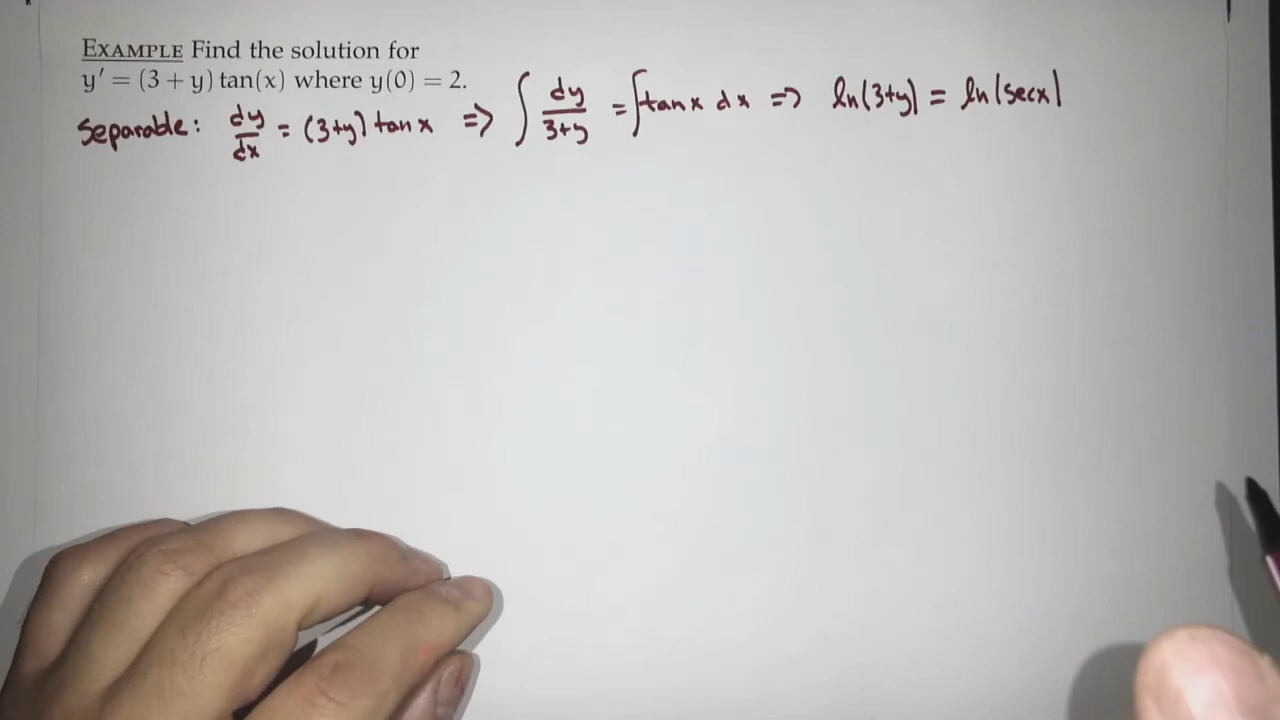 EXAMPLE Find the solution for
y′ = (3 + y) tan(x) where y(0) = 2.
Separable: dy/dx = (3+y) tan x ⇒ ∫ dy/3+y = ∫tan x dx ⇒ ln|3+y| = ln|secx|